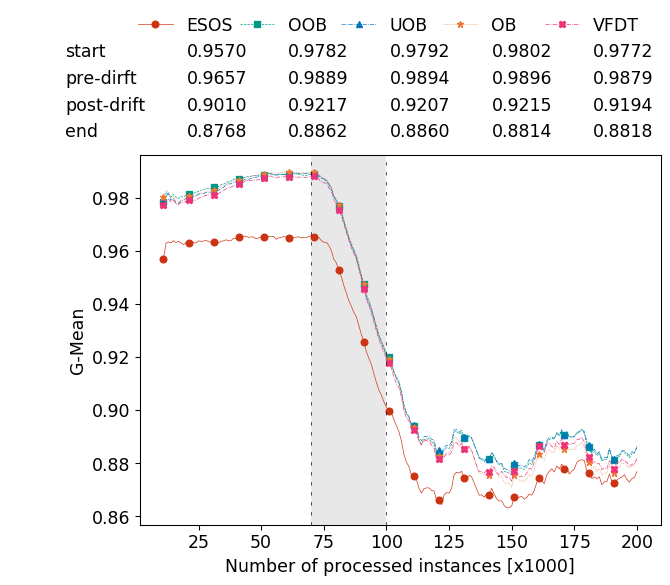 ESOS OOB UOB OB VFDT
start 0.9570 0.9782 0.9792 0.9802 0.9772
pre-dirft 0.9657 0.9889 0.9894 0.9896 0.9879
post-drift 0.9010 0.9217 0.9207 0.9215 0.9194
end 0.8768 0.8862 0.8860 0.8814 0.8818
0.98
0.96
0.94
0.92
0.90
0.88
0.86
G-Mean
25 50 75 100 125 150 175 200
Number of processed instances [x1000]